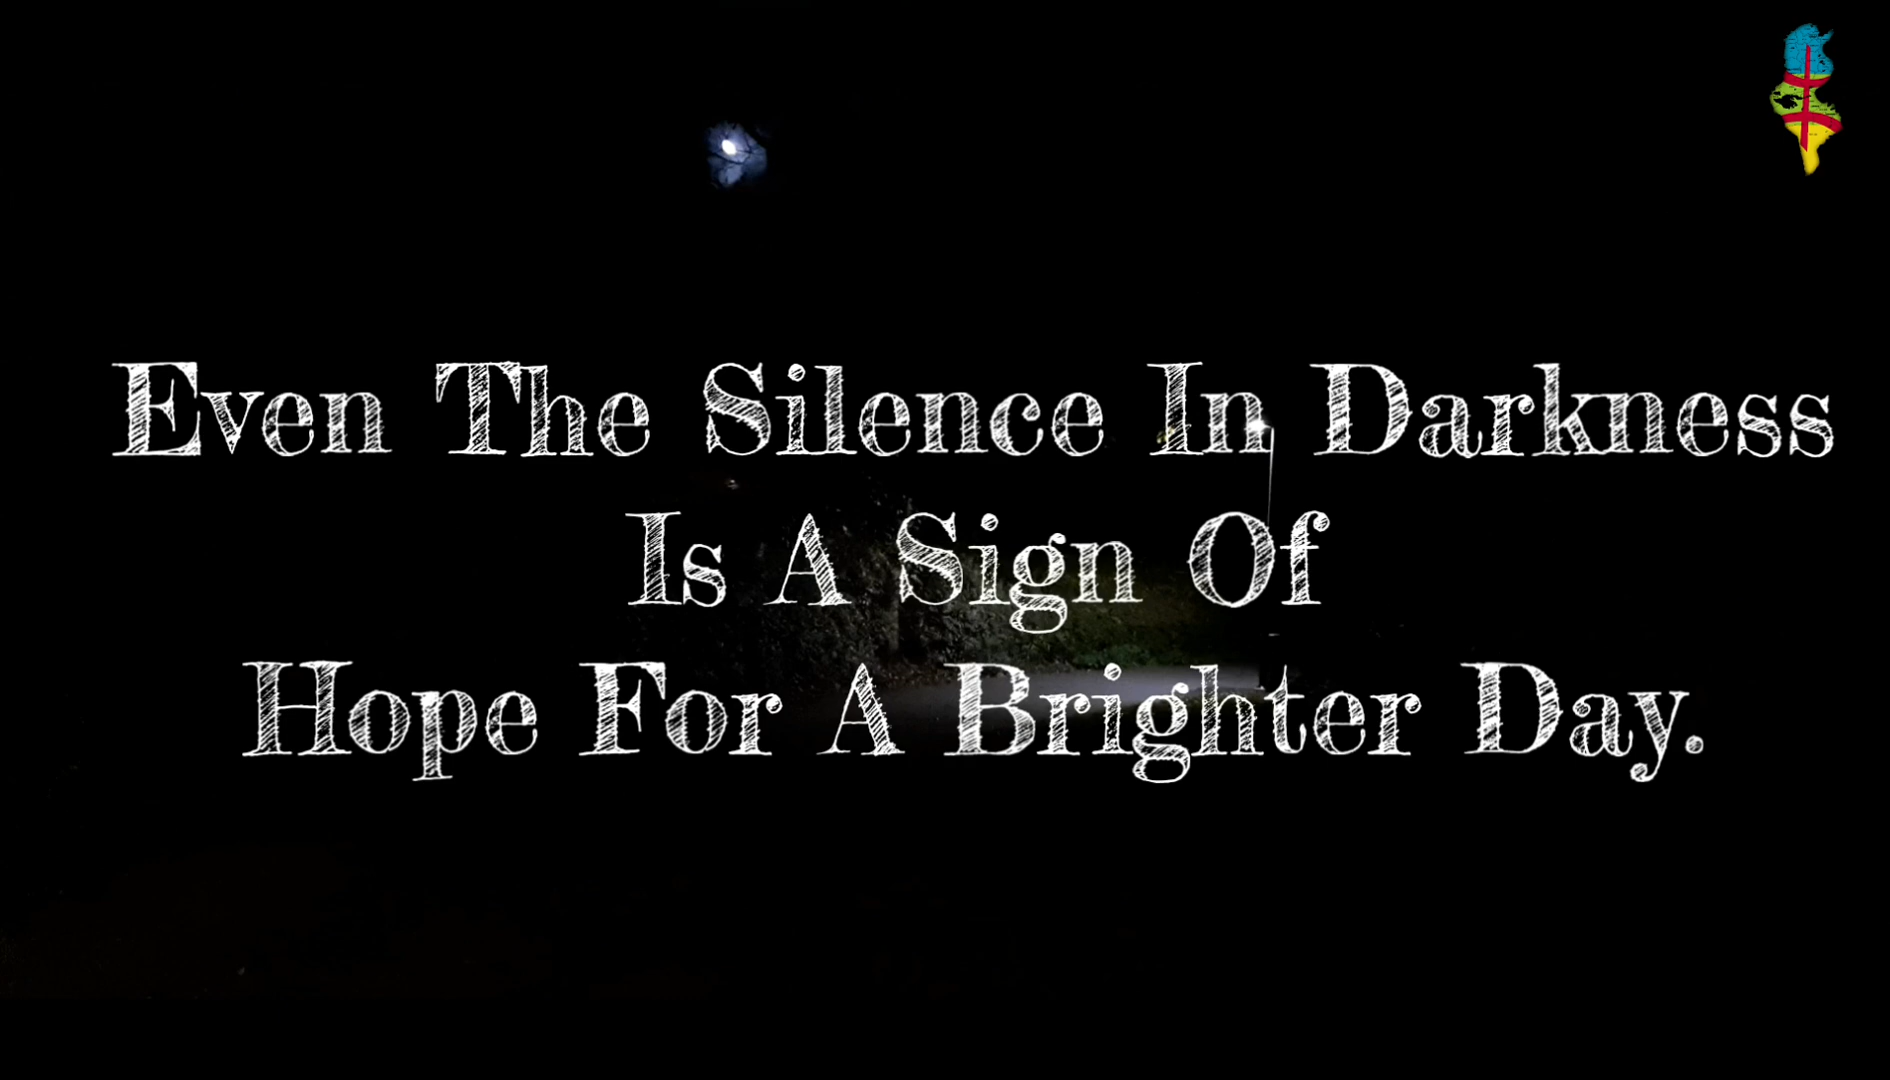 Even The Silence In Darkness
Is A Sign Of
Hope For A Brighter Day.